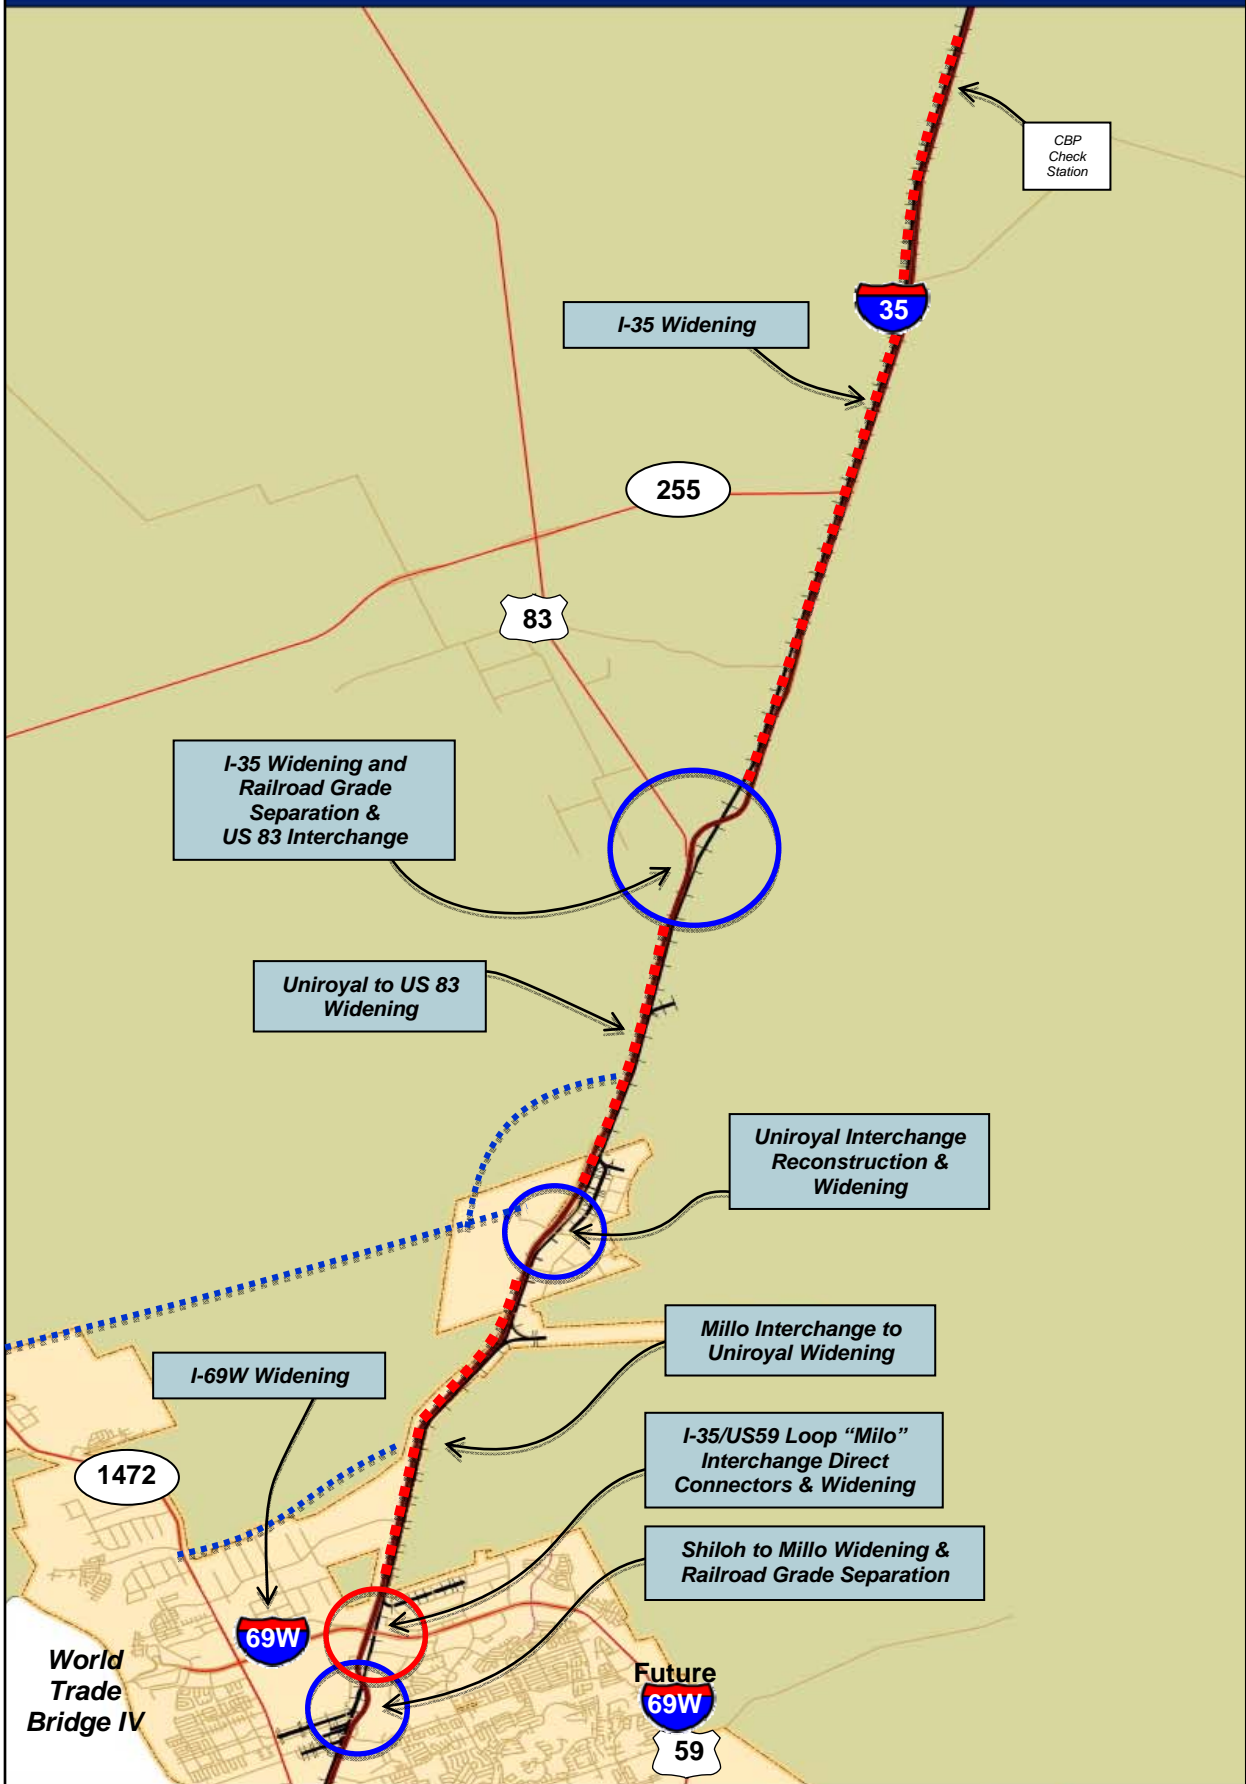 CBP
Check
Station
35
I-35 Widening
255
83
I-35 Widening and
Railroad Grade
Separation &
US 83 Interchange
Uniroyal to US 83
Widening
Uniroyal Interchange
Reconstruction &
Widening
Millo Interchange to
Uniroyal Widening
I-69W Widening
I-35/US59 Loop “Milo”
Interchange Direct
Connectors & Widening
1472
Shiloh to Millo Widening &
Railroad Grade Separation
69W
World
Trade
Bridge IV
Future
69W
59